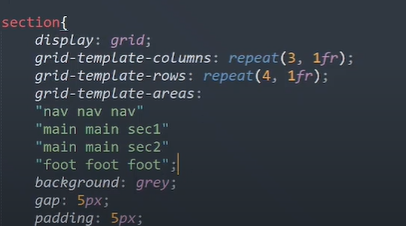 section{
display: grid;
grid-template-columns: repeat(3, 1fr);
grid-template-rows: repeat(4, 1fr);
grid-template-areas:
"nav nav nav"
"main main sec1"
"main main sec2"
"foot foot foot";
background: grey;
gap: 5px;
padding: 5px;